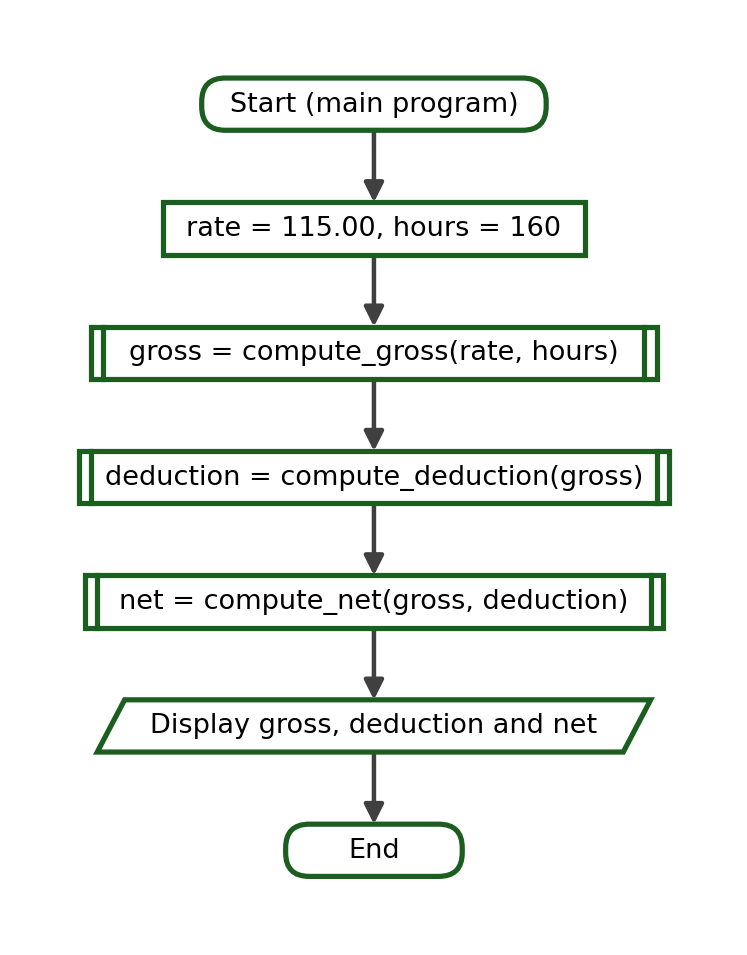 Start (main program)
rate = 115.00, hours = 160
gross = compute_gross(rate, hours)
deduction = compute_deduction(gross)
net = compute_net(gross, deduction)
Display gross, deduction and net
End